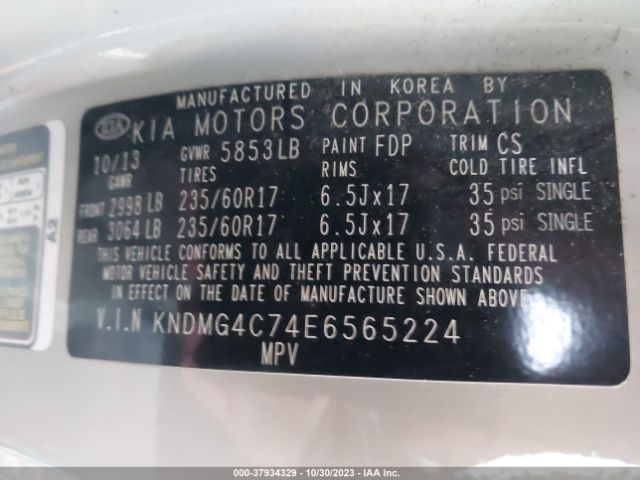 MANUFACTURED IN KOREA BY
KIA KIA MOTORS CORPORATION
10/13 GVWR 5853LB PAINT FDP TRIM CS
GAWR TIRES RIMS COLD TIRE INFL
FRONT 2998 LB 235/60R17 6.5Jx17 35 psi SINGLE
REAR 3064 LB 235/60R17 6.5Jx17 35 psi SINGLE
THIS VEHICLE CONFORMS TO ALL APPLICABLE U.S.A. FEDERAL
MOTOR VEHICLE SAFETY AND THEFT PREVENTION STANDARDS
IN EFFECT ON THE DATE OF MANUFACTURE SHOWN ABOVE
V.I.N KNDMG4C74E6565224
MPV
A2
000-37934329 - 10/30/2023 - IAA Inc.